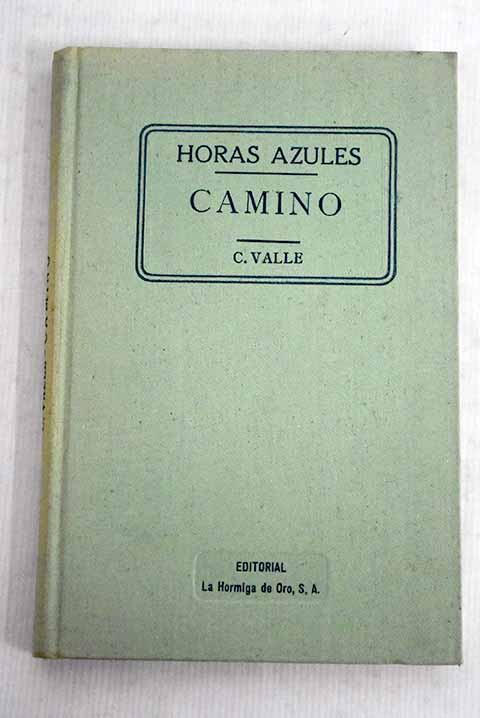 HORAS AZULES
CAMINO
C. VALLE
EDITORIAL
La Hormiga de Oro, S. A.